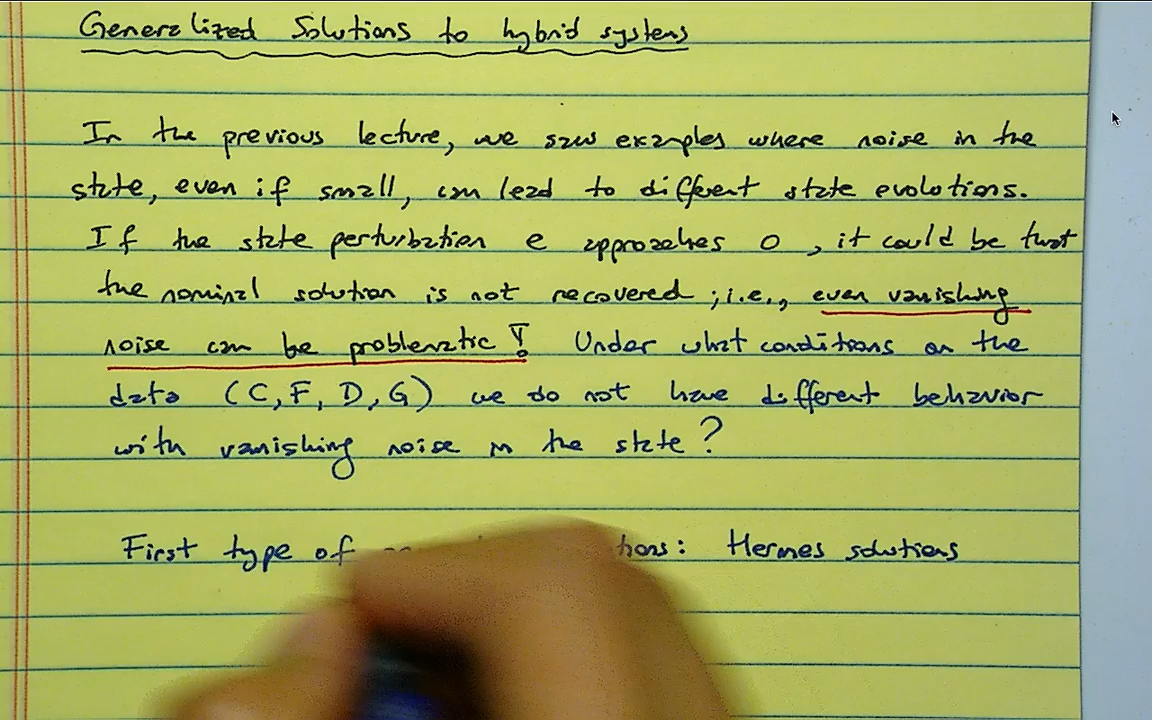 Generalized Solutions to hybrid systems
In the previous lecture, we saw examples where noise in the
state, even if small, can lead to different state evolutions.
If the state perturbation e approaches 0, it could be that
the nominal solution is not recovered; i.e., even vanishing
noise can be problematic! Under what conditions on the
data (C, F, D, G) we do not have different behavior
with vanishing noise in the state?
First type of : Hermes solutions